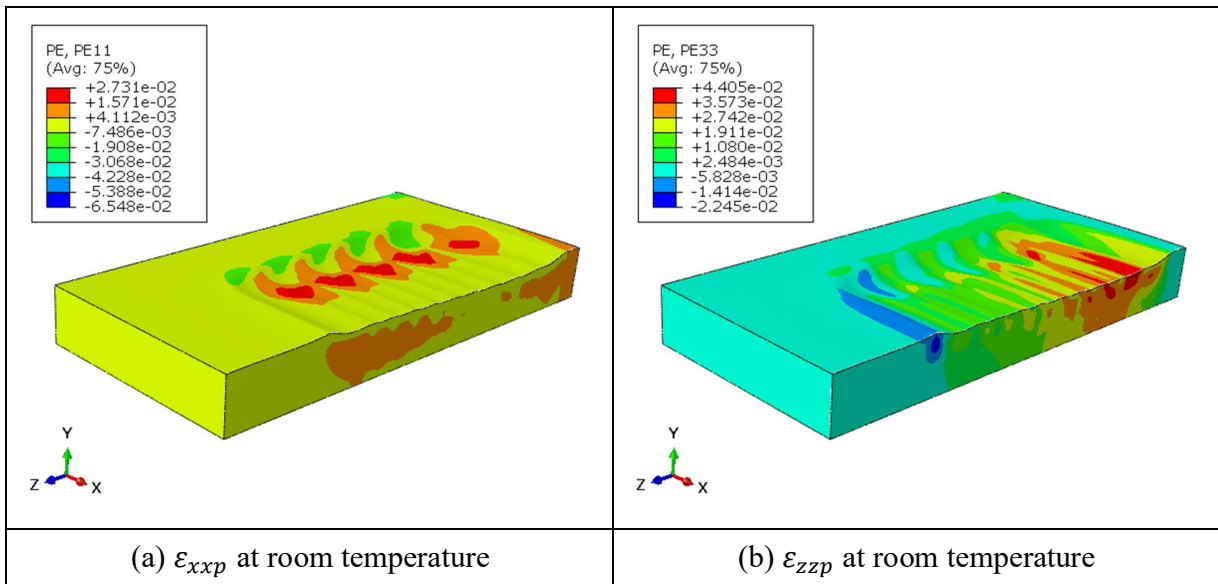 PE, PE11
(Avg: 75%)
+2.731e-02
+1.571e-02
+4.112e-03
-7.486e-03
-1.908e-02
-3.068e-02
-4.228e-02
-5.388e-02
-6.548e-02
Y
Z
X
(a) εxxp at room temperature
PE, PE33
(Avg: 75%)
+4.405e-02
+3.573e-02
+2.742e-02
+1.911e-02
+1.080e-02
+2.484e-03
-5.828e-03
-1.414e-02
-2.245e-02
Y
Z
X
(b) εzzp at room temperature